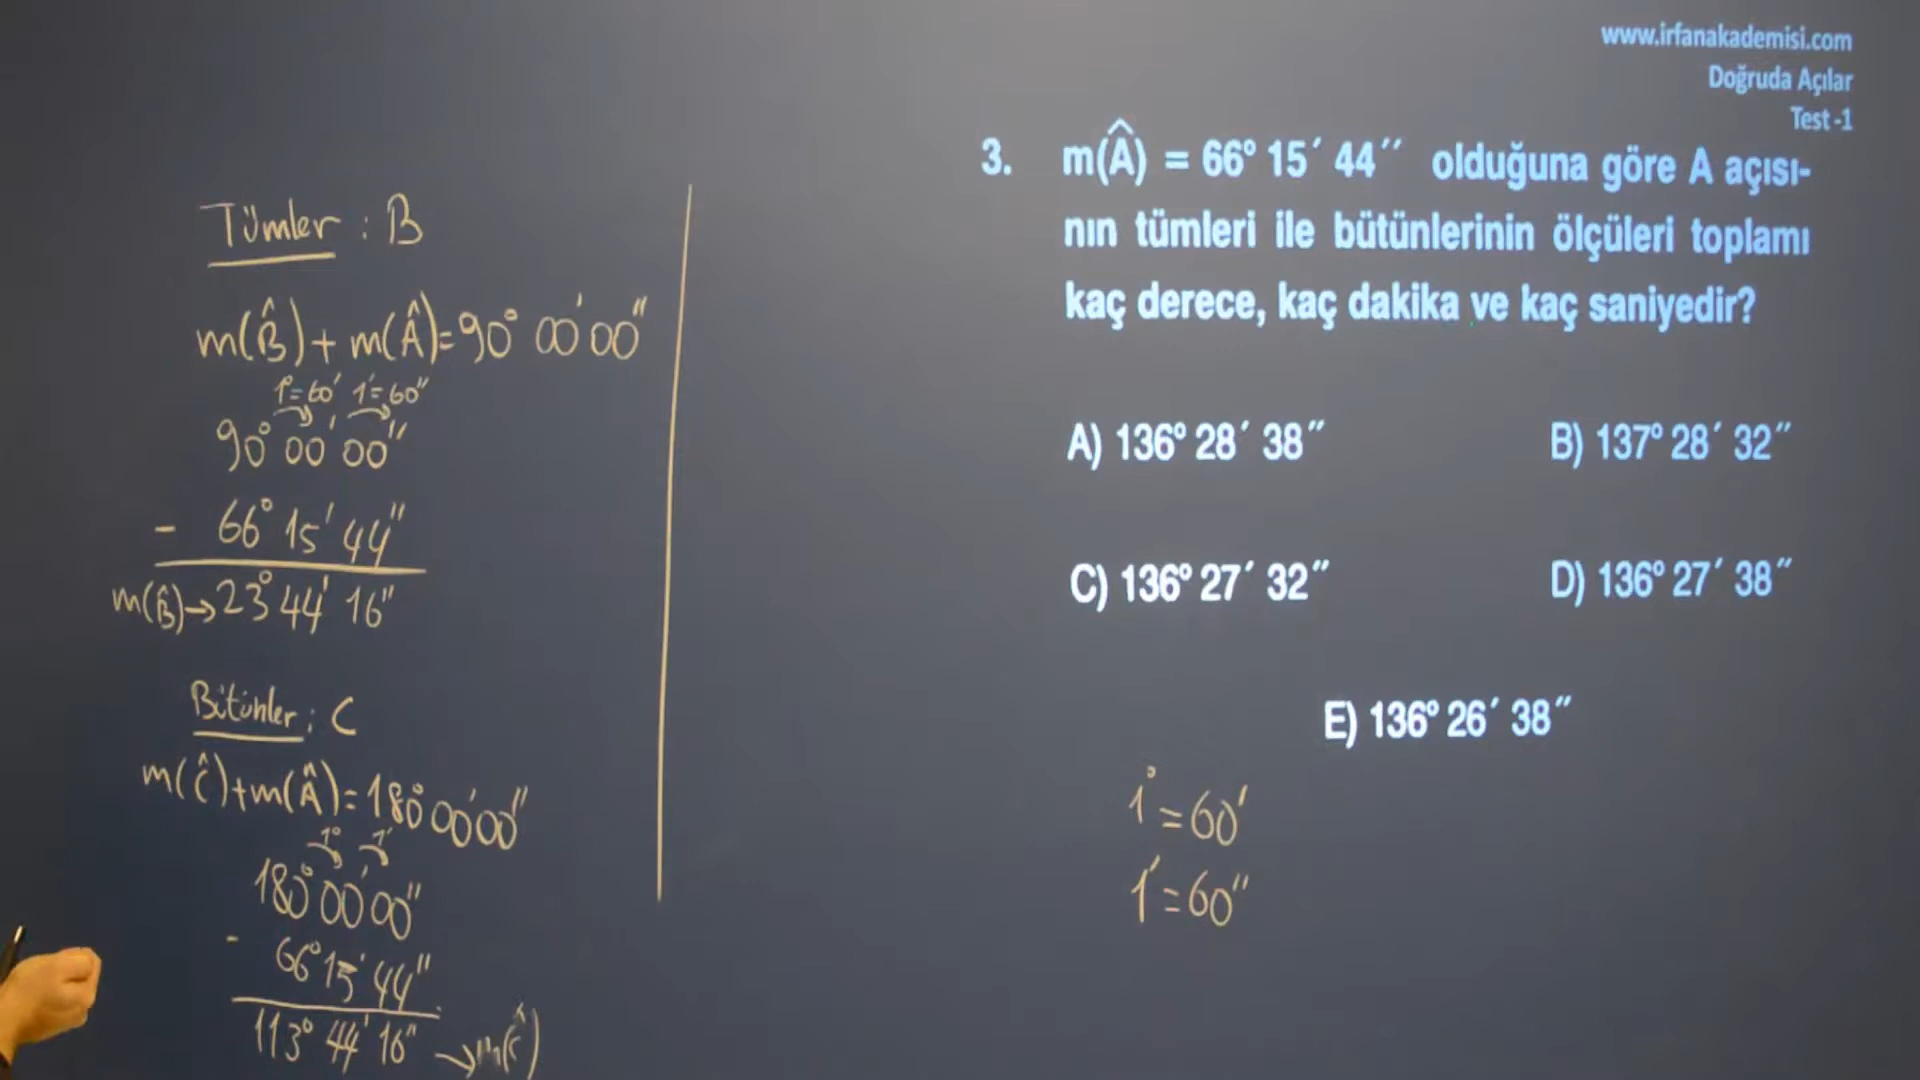 www.irfanakademisi.com
Doğruda Açılar
Test -1
3. m(Â) = 66° 15´ 44´´ olduğuna göre A açısı-
nın tümleri ile bütünlerinin ölçüleri toplamı
kaç derece, kaç dakika ve kaç saniyedir?
A) 136° 28´ 38˝
B) 137° 28´ 32˝
C) 136° 27´ 32˝
D) 136° 27´ 38˝
E) 136° 26´ 38˝
1° = 60'
1' = 60"
Tümler : B
m(B̂) + m(Â) = 90° 00' 00"
1° = 60' 1' = 60"
90° 00' 00"
- 66° 15' 44"
m(B̂) → 23° 44' 16"
Bütünler : C
m(Ĉ) + m(Â) = 180° 00' 00"
1° 1'
180° 00' 00"
- 66° 15' 44"
113° 44' 16" → m(Ĉ)